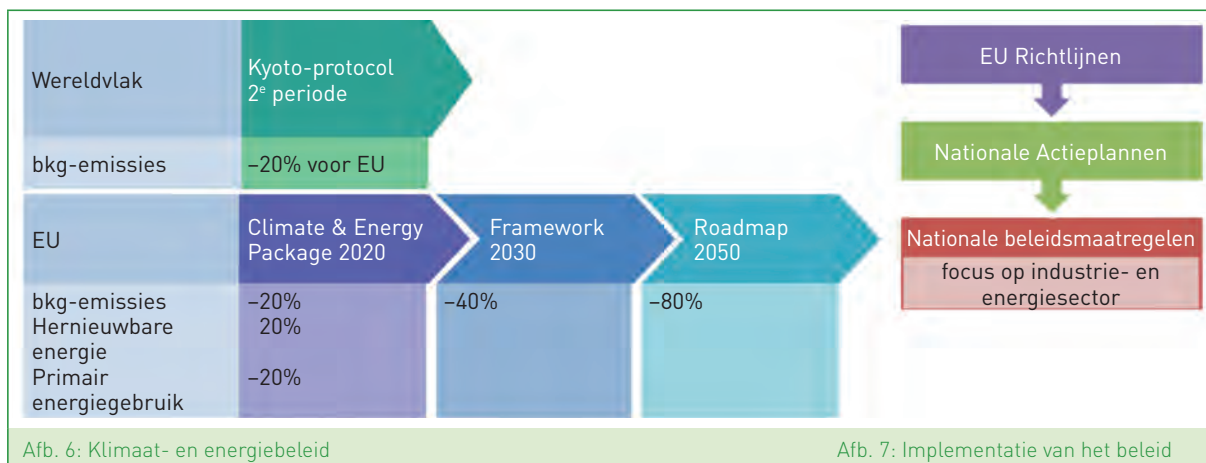 Wereldvlak
Kyoto-protocol
2e periode
bkg-emissies
–20% voor EU
EU
Climate & Energy
Package 2020
Framework
2030
Roadmap
2050
bkg-emissies
–20%
–40%
–80%
Hernieuwbare
energie
20%
Primair
energiegebruik
–20%
Afb. 6: Klimaat- en energiebeleid
EU Richtlijnen
Nationale Actieplannen
Nationale beleidsmaatregelen
focus op industrie- en
energiesector
Afb. 7: Implementatie van het beleid